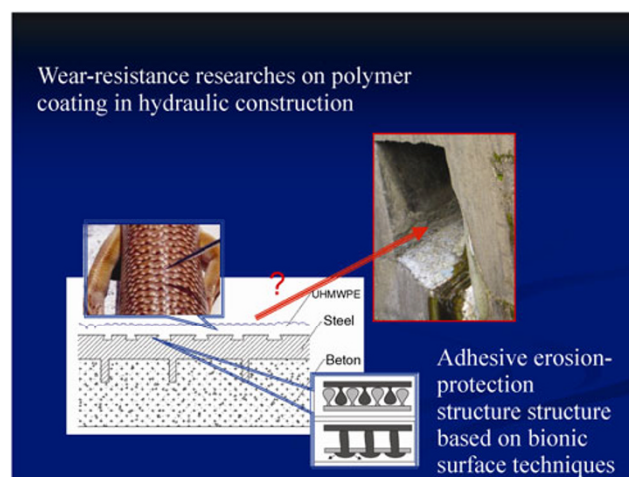 Wear-resistance researches on polymer
coating in hydraulic construction
?
UHMWPE
Steel
Beton
Adhesive erosion-
protection
structure structure
based on bionic
surface techniques